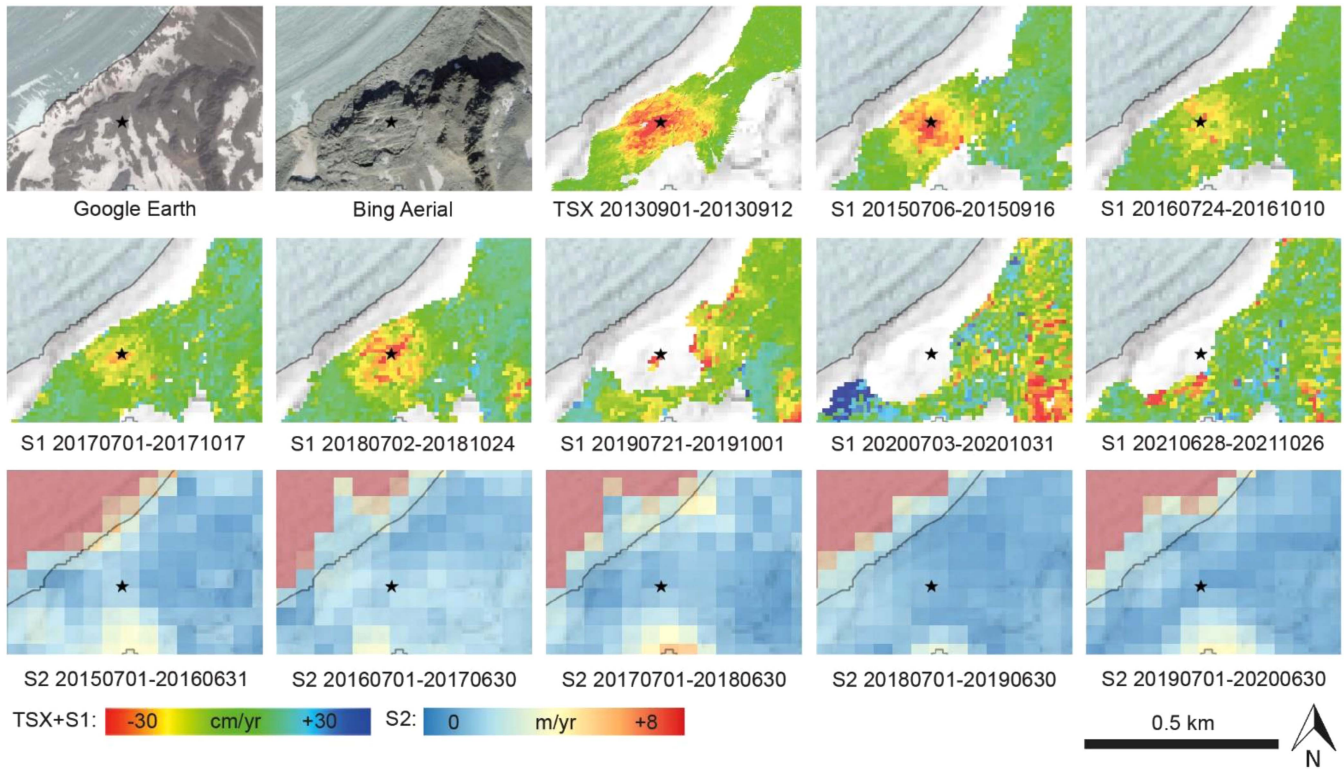 Google Earth
Bing Aerial
TSX 20130901-20130912
S1 20150706-20150916
S1 20160724-20161010
S1 20170701-20171017
S1 20180702-20181024
S1 20190721-20191001
S1 20200703-20201031
S1 20210628-20211026
S2 20150701-20160631
S2 20160701-20170630
S2 20170701-20180630
S2 20180701-20190630
S2 20190701-20200630
TSX+S1: -30 cm/yr +30 S2: 0 m/yr +8
0.5 km
N